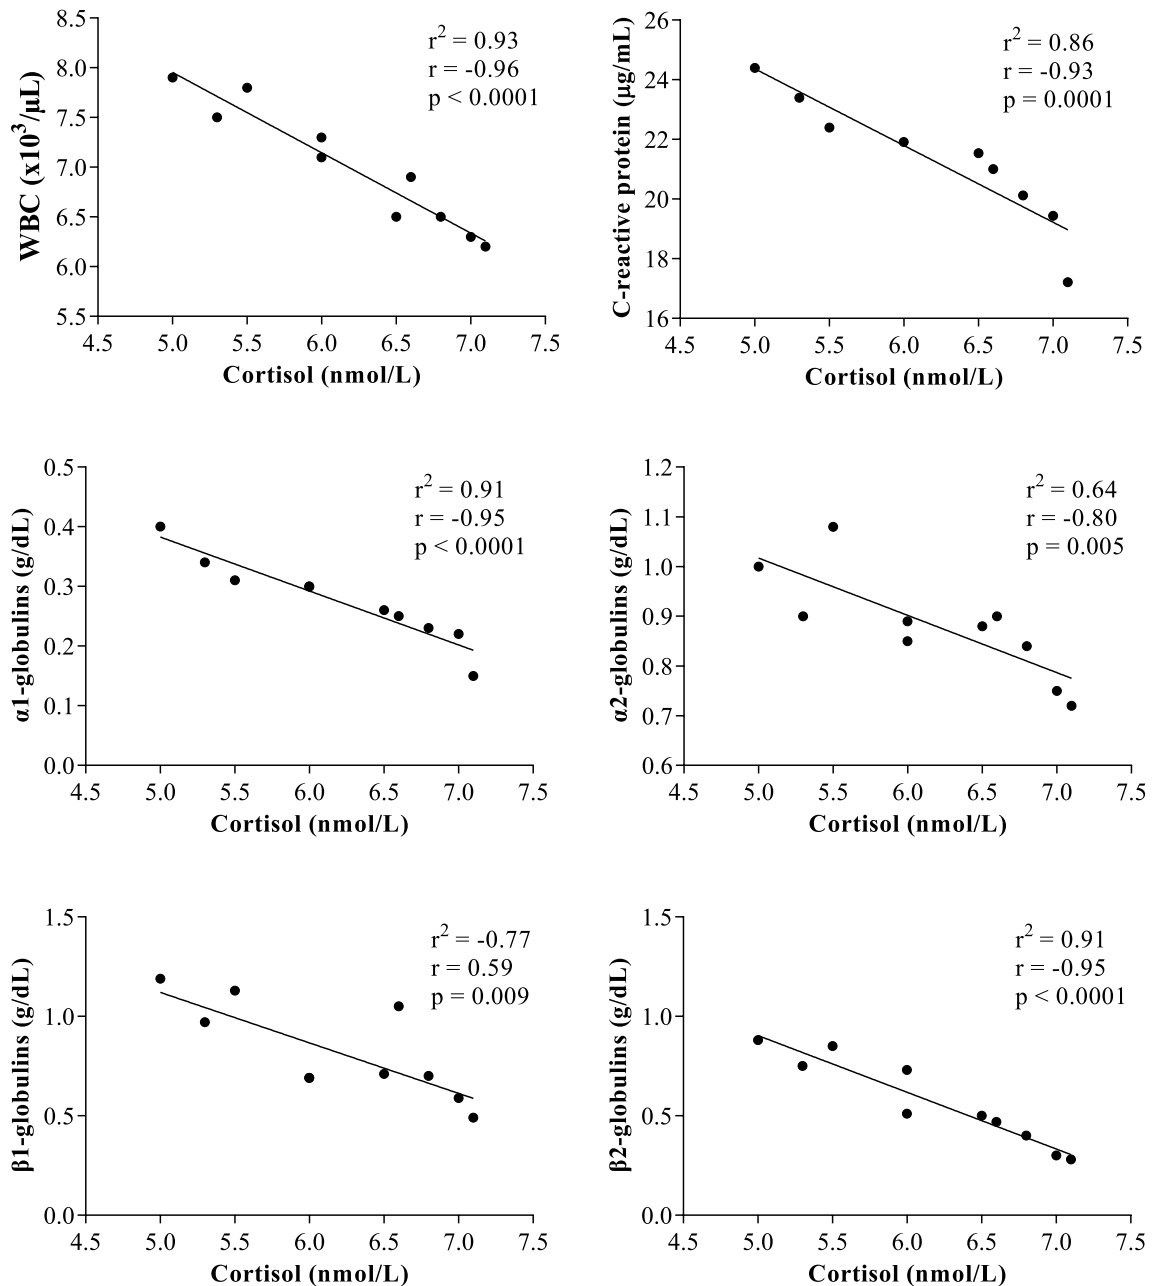 WBC (x10³/µL)
8.5
8.0
7.5
7.0
6.5
6.0
5.5
r² = 0.93
r = -0.96
p < 0.0001
4.5 5.0 5.5 6.0 6.5 7.0 7.5
Cortisol (nmol/L)
C-reactive protein (µg/mL)
26
24
22
20
18
16
r² = 0.86
r = -0.93
p = 0.0001
4.5 5.0 5.5 6.0 6.5 7.0 7.5
Cortisol (nmol/L)
α1-globulins (g/dL)
0.5
0.4
0.3
0.2
0.1
0.0
r² = 0.91
r = -0.95
p < 0.0001
4.5 5.0 5.5 6.0 6.5 7.0 7.5
Cortisol (nmol/L)
α2-globulins (g/dL)
1.2
1.1
1.0
0.9
0.8
0.7
0.6
r² = 0.64
r = -0.80
p = 0.005
4.5 5.0 5.5 6.0 6.5 7.0 7.5
Cortisol (nmol/L)
β1-globulins (g/dL)
1.5
1.0
0.5
0.0
r² = -0.77
r = 0.59
p = 0.009
4.5 5.0 5.5 6.0 6.5 7.0 7.5
Cortisol (nmol/L)
β2-globulins (g/dL)
1.5
1.0
0.5
0.0
r² = 0.91
r = -0.95
p < 0.0001
4.5 5.0 5.5 6.0 6.5 7.0 7.5
Cortisol (nmol/L)